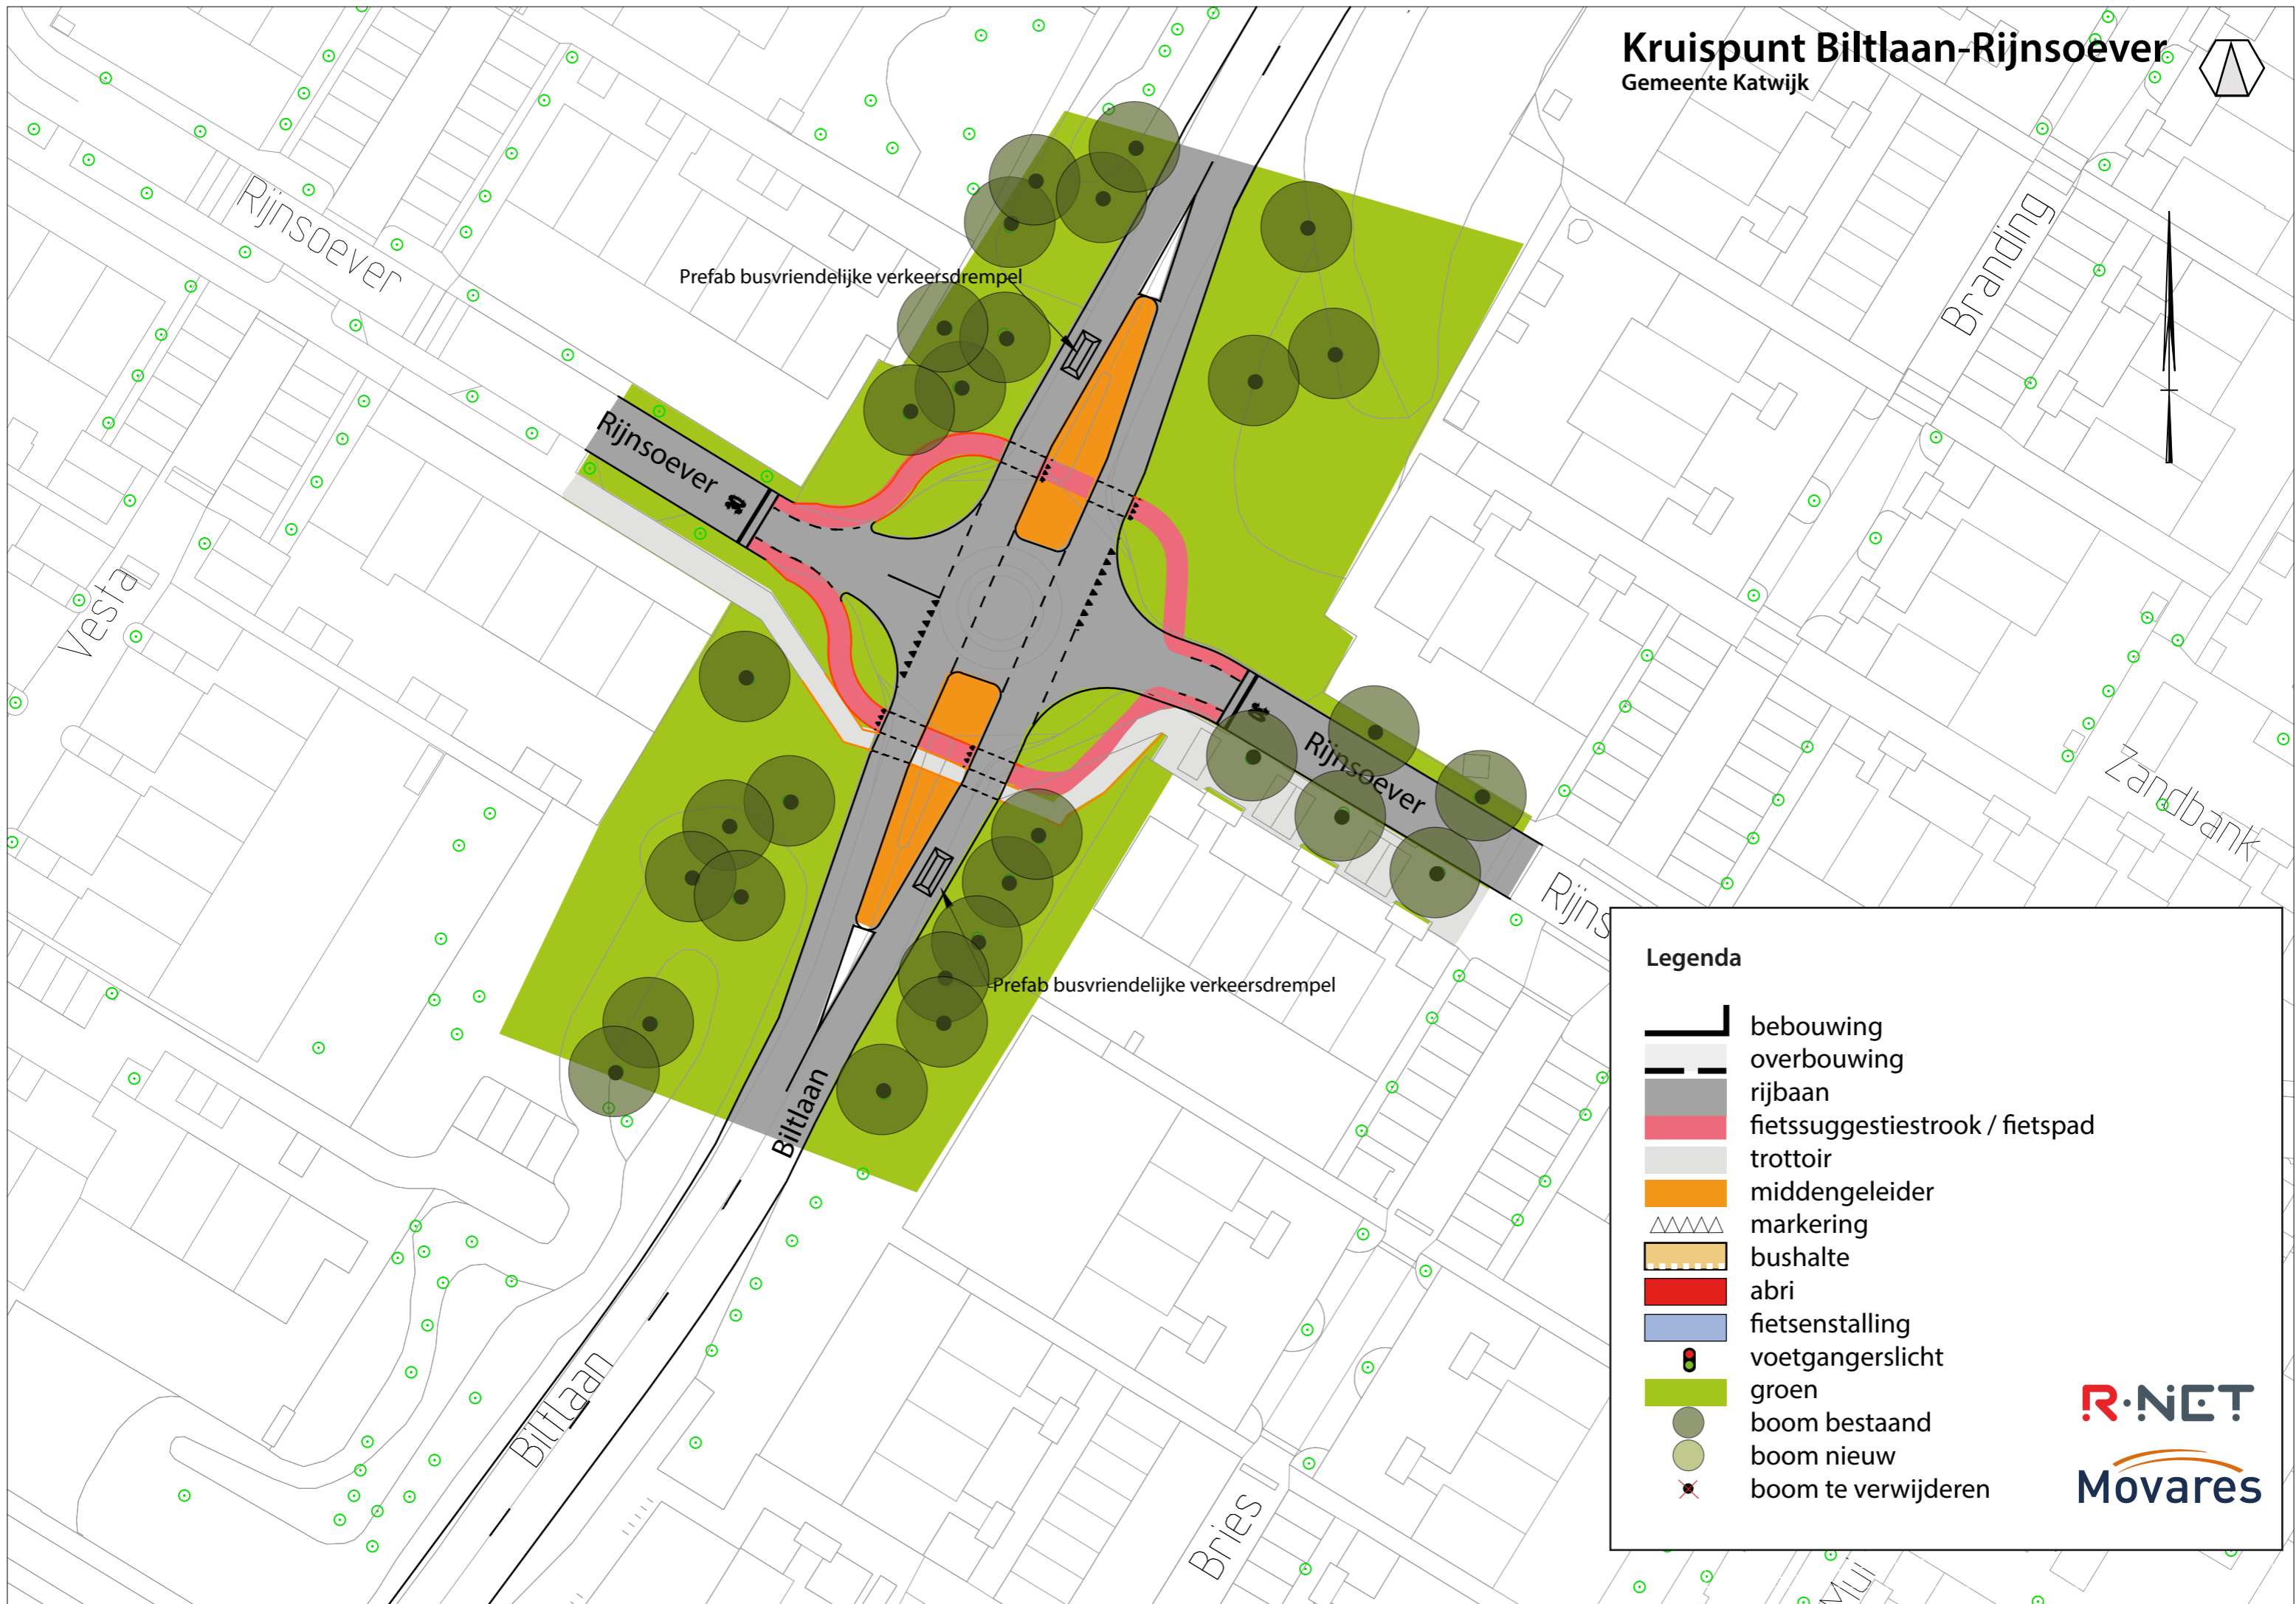 Kruispunt Biltlaan-Rijnsoever
Gemeente Katwijk
Rijnsoever
Branding
Prefab busvriendelijke verkeersdrempel
Rijnsoever
Vesta
Rijnsoever
Zandbank
Rijns
Prefab busvriendelijke verkeersdrempel
Biltlaan
Biltlaan
Bries
Mui
Legenda
bebouwing
overbouwing
rijbaan
fietssuggestiestrook / fietspad
trottoir
middengeleider
markering
bushalte
abri
fietsenstalling
voetgangerslicht
groen
boom bestaand
boom nieuw
boom te verwijderen
R·NET
Movares